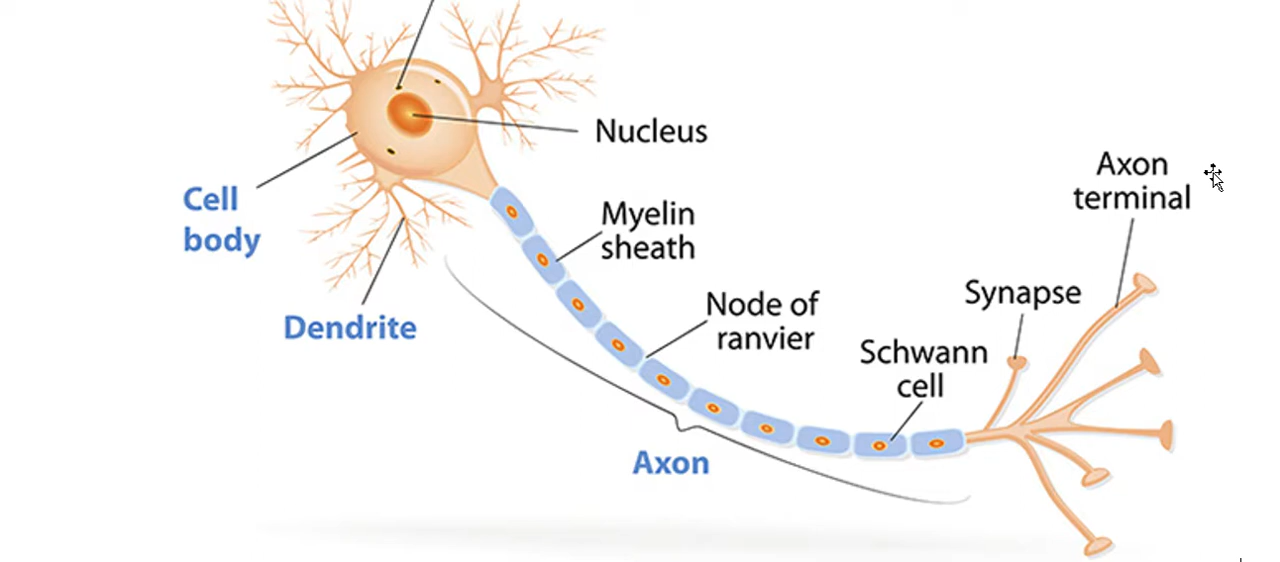 Nucleus
Cell
body
Myelin
sheath
Axon
terminal
Dendrite
Node of
ranvier
Synapse
Schwann
cell
Axon